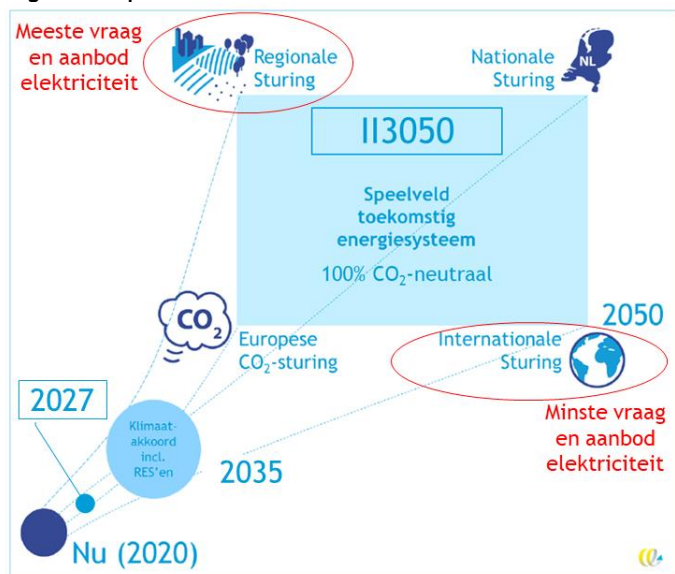 Meeste vraag
en aanbod
elektriciteit
Regionale
Sturing
Nationale
Sturing
NL
II3050
Speelveld
toekomstig
energiesysteem
100% CO₂-neutraal
CO₂
Europese
CO₂-sturing
2050
Internationale
Sturing
Minste vraag
en aanbod
elektriciteit
2027
Klimaat-
akkoord
incl.
RES'en
2035
Nu (2020)